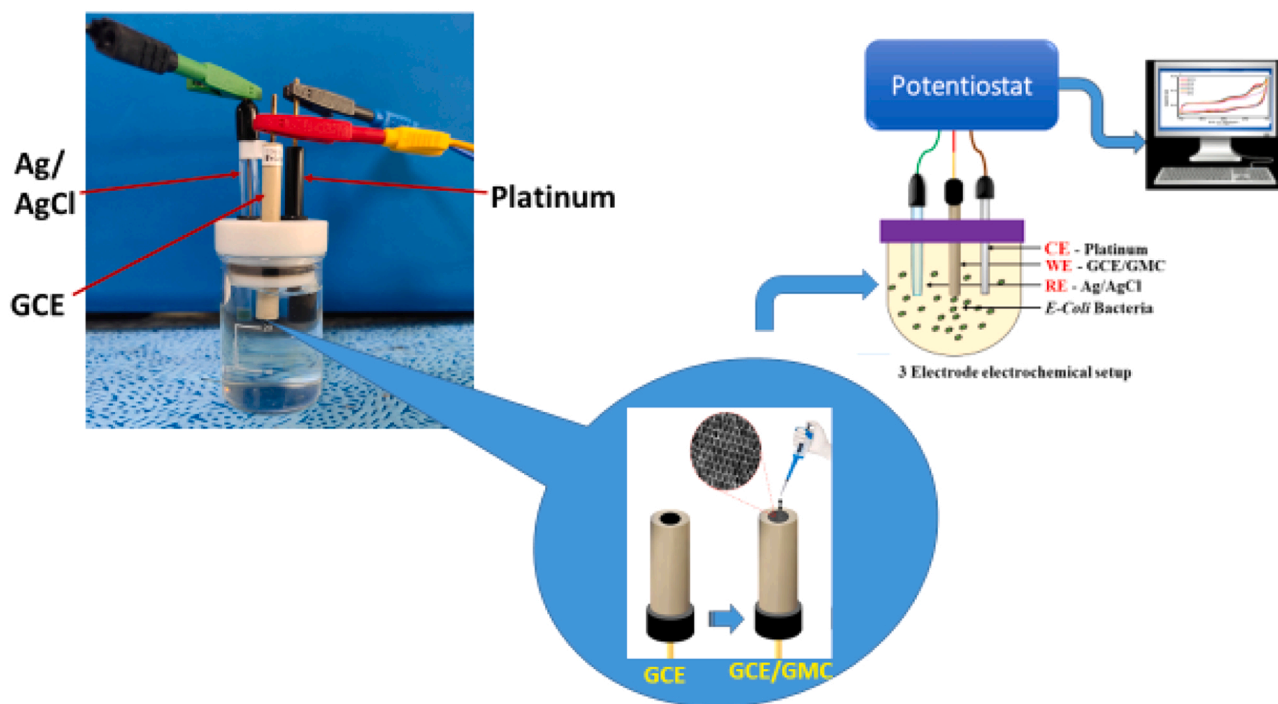 Ag/
AgCl
GCE
Platinum
Potentiostat
CE - Platinum
WE - GCE/GMC
RE - Ag/AgCl
E-Coli Bacteria
3 Electrode electrochemical setup
GCE
GCE/GMC